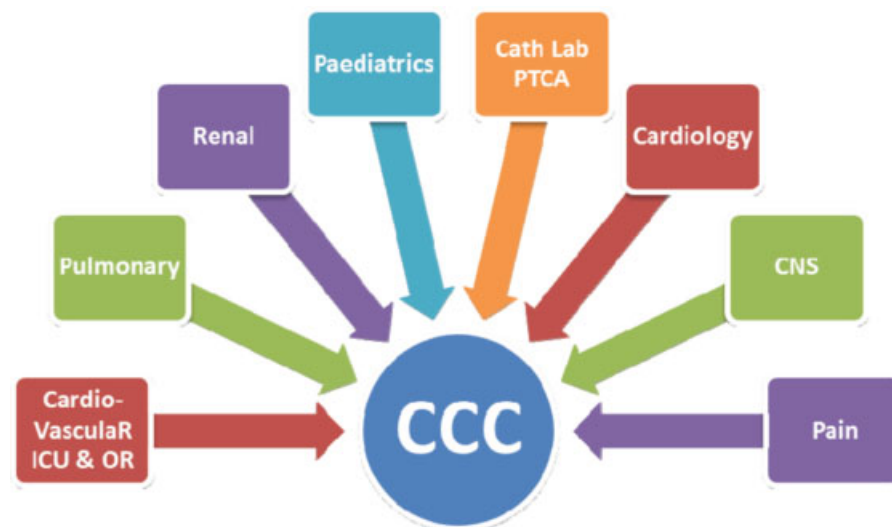 Paediatrics
Cath Lab
PTCA
Renal
Cardiology
Pulmonary
CNS
Cardio-
VasculaR
ICU & OR
CCC
Pain